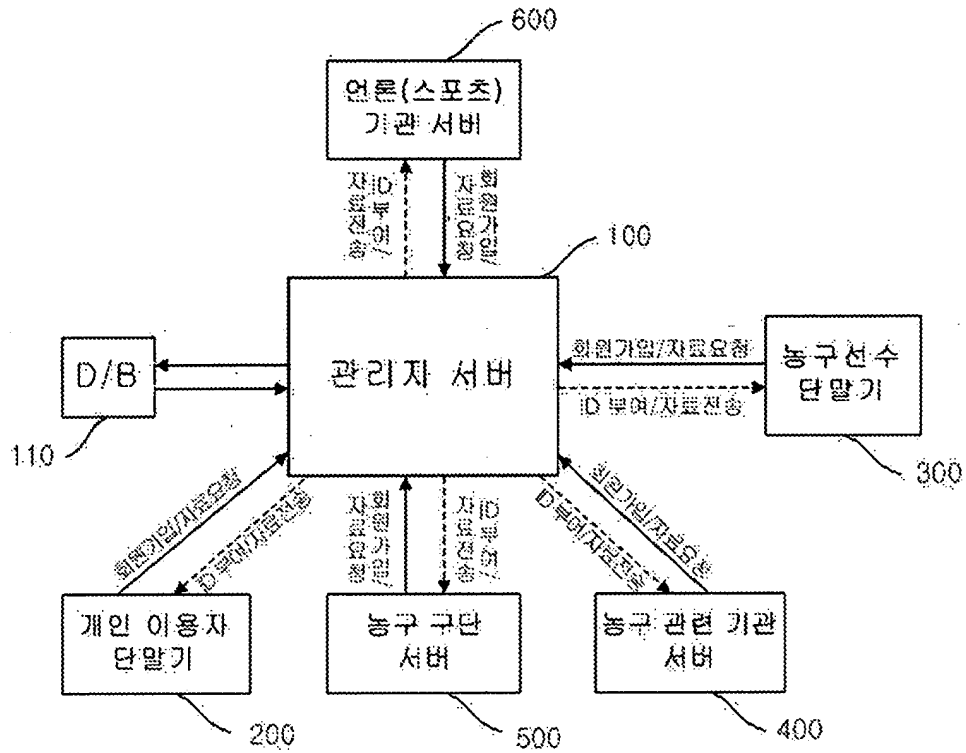 600
언론(스포츠)
기관 서버
ID 부여/
자료전송
회원가입/
자료요청
100
D/B
관리자 서버
회원가입/자료요청
ID 부여/자료전송
농구선수
단말기
110
300
회원가입/자료요청
ID 부여/자료전송
회원가입/
자료요청
ID 부여/
자료전송
회원가입/자료요청
ID 부여/자료전송
개인 이용자
단말기
농구 구단
서버
농구 관련 기관
서버
200
500
400